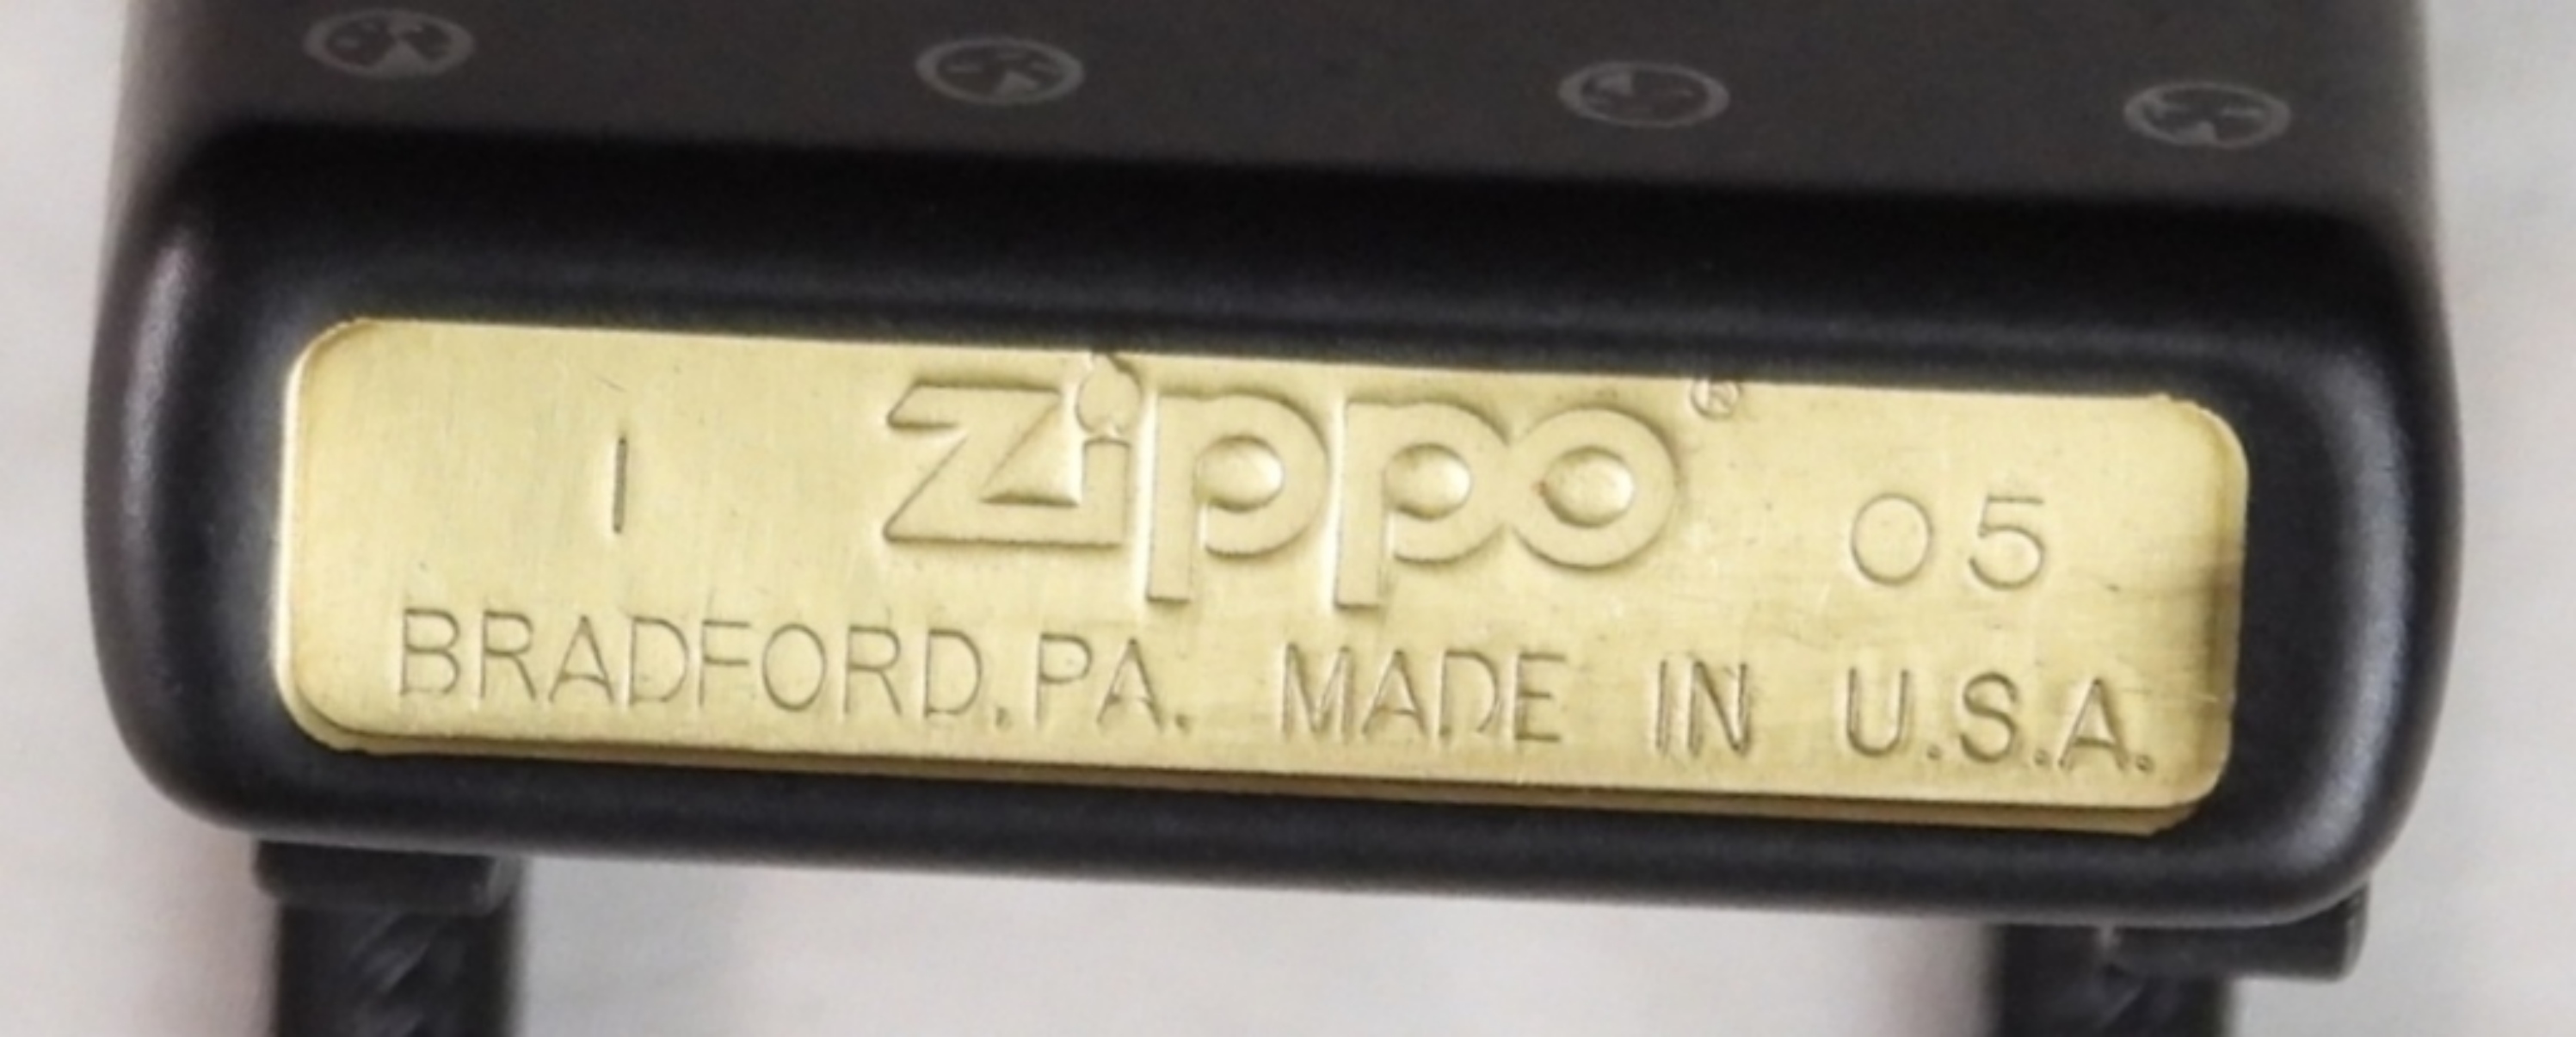 I zippo ® 05
BRADFORD,PA. MADE IN U.S.A.